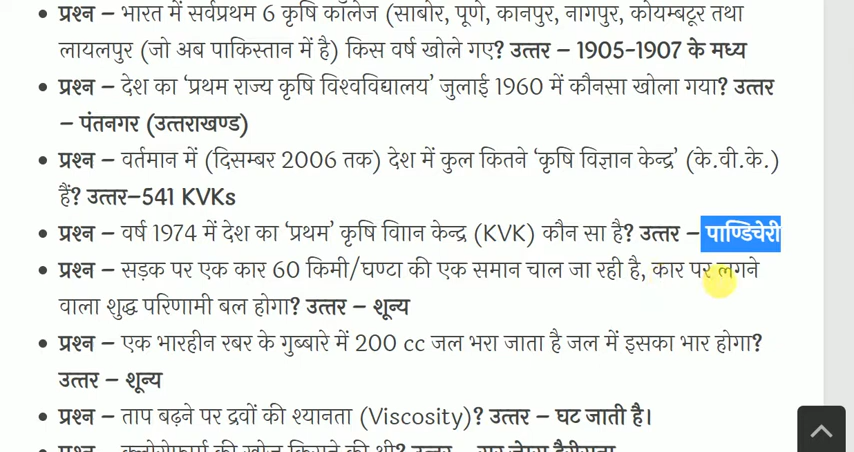 प्रश्न – भारत में सर्वप्रथम 6 कृषि कॉलेज (साबोर, पूणे, कानपुर, नागपुर, कोयम्बटूर तथा
लायलपुर (जो अब पाकिस्तान में है) किस वर्ष खोले गए? उत्तर – 1905-1907 के मध्य
प्रश्न – देश का ‘प्रथम राज्य कृषि विश्वविद्यालय’ जुलाई 1960 में कौनसा खोला गया? उत्तर
– पंतनगर (उत्तराखण्ड)
प्रश्न – वर्तमान में (दिसम्बर 2006 तक) देश में कुल कितने ‘कृषि विज्ञान केन्द्र’ (के.वी.के.)
हैं? उत्तर–541 KVKs
प्रश्न – वर्ष 1974 में देश का ‘प्रथम’ कृषि विाान केन्द्र (KVK) कौन सा है? उत्तर – पाण्डिचेरी
प्रश्न – सड़क पर एक कार 60 किमी/घण्टा की एक समान चाल जा रही है, कार पर लगने
वाला शुद्ध परिणामी बल होगा? उत्तर – शून्य
प्रश्न – एक भारहीन रबर के गुब्बारे में 200 cc जल भरा जाता है जल में इसका भार होगा?
उत्तर – शून्य
प्रश्न – ताप बढ़ने पर द्रवों की श्यानता (Viscosity)? उत्तर – घट जाती है।